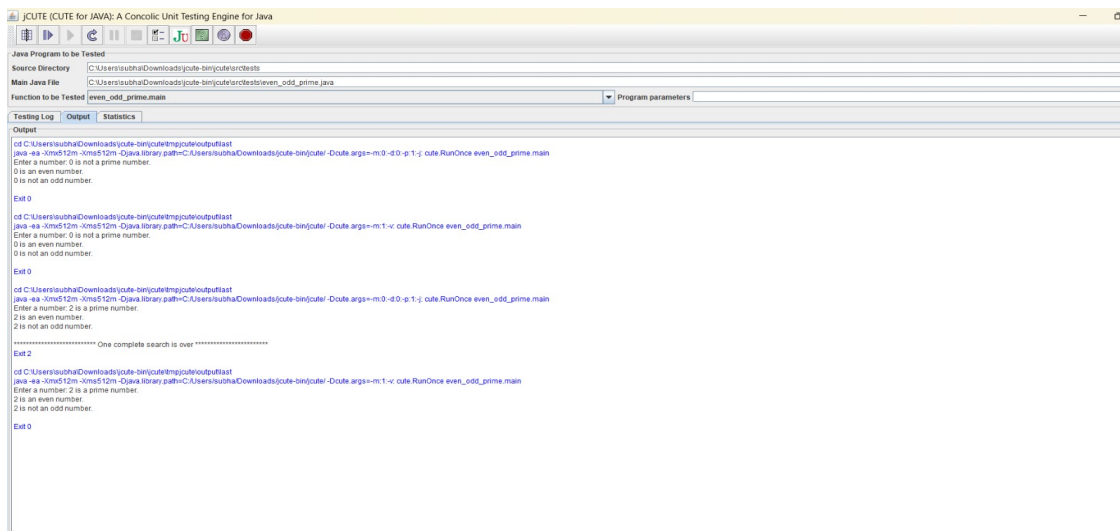 jCUTE (CUTE for JAVA): A Concolic Unit Testing Engine for Java
JU
Java Program to be Tested
Source Directory C:\Users\subha\Downloads\jcute-bin\jcute\src\tests
Main Java File C:\Users\subha\Downloads\jcute-bin\jcute\src\tests\even_odd_prime.java
Function to be Tested even_odd_prime.main Program parameters
Testing Log Output Statistics
Output
cd C:\Users\subha\Downloads\jcute-bin\jcute\tmpjcute\output\last
java -ea -Xmx512m -Xms512m -Djava.library.path=C:/Users/subha/Downloads/jcute-bin/jcute/ -Dcute.args=-m:0:-d:0:-p:1:-j: cute.RunOnce even_odd_prime.main
Enter a number: 0 is not a prime number.
0 is an even number.
0 is not an odd number.
Exit 0
cd C:\Users\subha\Downloads\jcute-bin\jcute\tmpjcute\output\last
java -ea -Xmx512m -Xms512m -Djava.library.path=C:/Users/subha/Downloads/jcute-bin/jcute/ -Dcute.args=-m:1:-v: cute.RunOnce even_odd_prime.main
Enter a number: 0 is not a prime number.
0 is an even number.
0 is not an odd number.
Exit 0
cd C:\Users\subha\Downloads\jcute-bin\jcute\tmpjcute\output\last
java -ea -Xmx512m -Xms512m -Djava.library.path=C:/Users/subha/Downloads/jcute-bin/jcute/ -Dcute.args=-m:0:-d:0:-p:1:-j: cute.RunOnce even_odd_prime.main
Enter a number: 2 is a prime number.
2 is an even number.
2 is not an odd number.
************************** One complete search is over ***********************
Exit 2
cd C:\Users\subha\Downloads\jcute-bin\jcute\tmpjcute\output\last
java -ea -Xmx512m -Xms512m -Djava.library.path=C:/Users/subha/Downloads/jcute-bin/jcute/ -Dcute.args=-m:1:-v: cute.RunOnce even_odd_prime.main
Enter a number: 2 is a prime number.
2 is an even number.
2 is not an odd number.
Exit 0